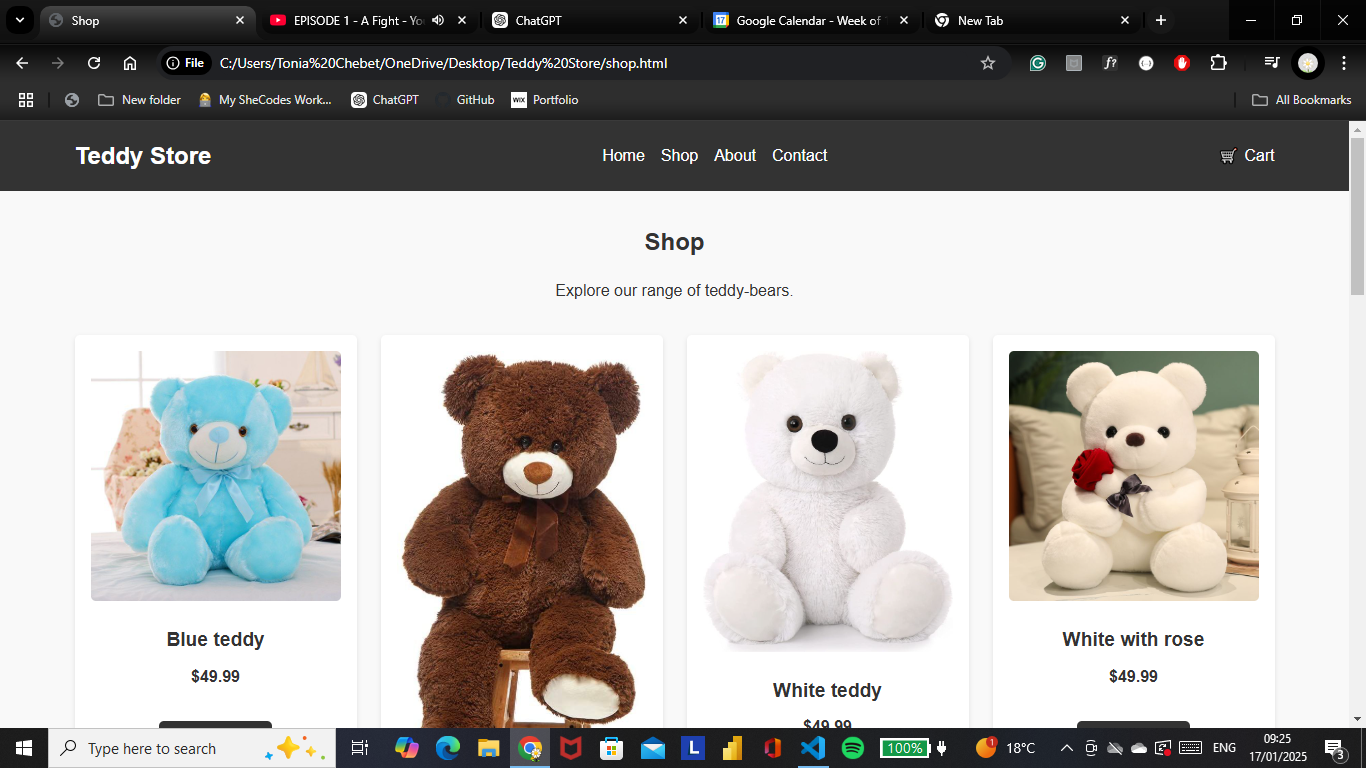 Shop
EPISODE 1 - A Fight - Yo
ChatGPT
Google Calendar - Week of
New Tab
File
C:/Users/Tonia%20Chebet/OneDrive/Desktop/Teddy%20Store/shop.html
New folder
My SheCodes Work...
ChatGPT
GitHub
WIX
Portfolio
All Bookmarks
Teddy Store
Home
Shop
About
Contact
Cart
Shop
Explore our range of teddy-bears.
Blue teddy
$49.99
White teddy
$49.99
White with rose
$49.99
Type here to search
100%
1
18°C
ENG
09:25
17/01/2025
3